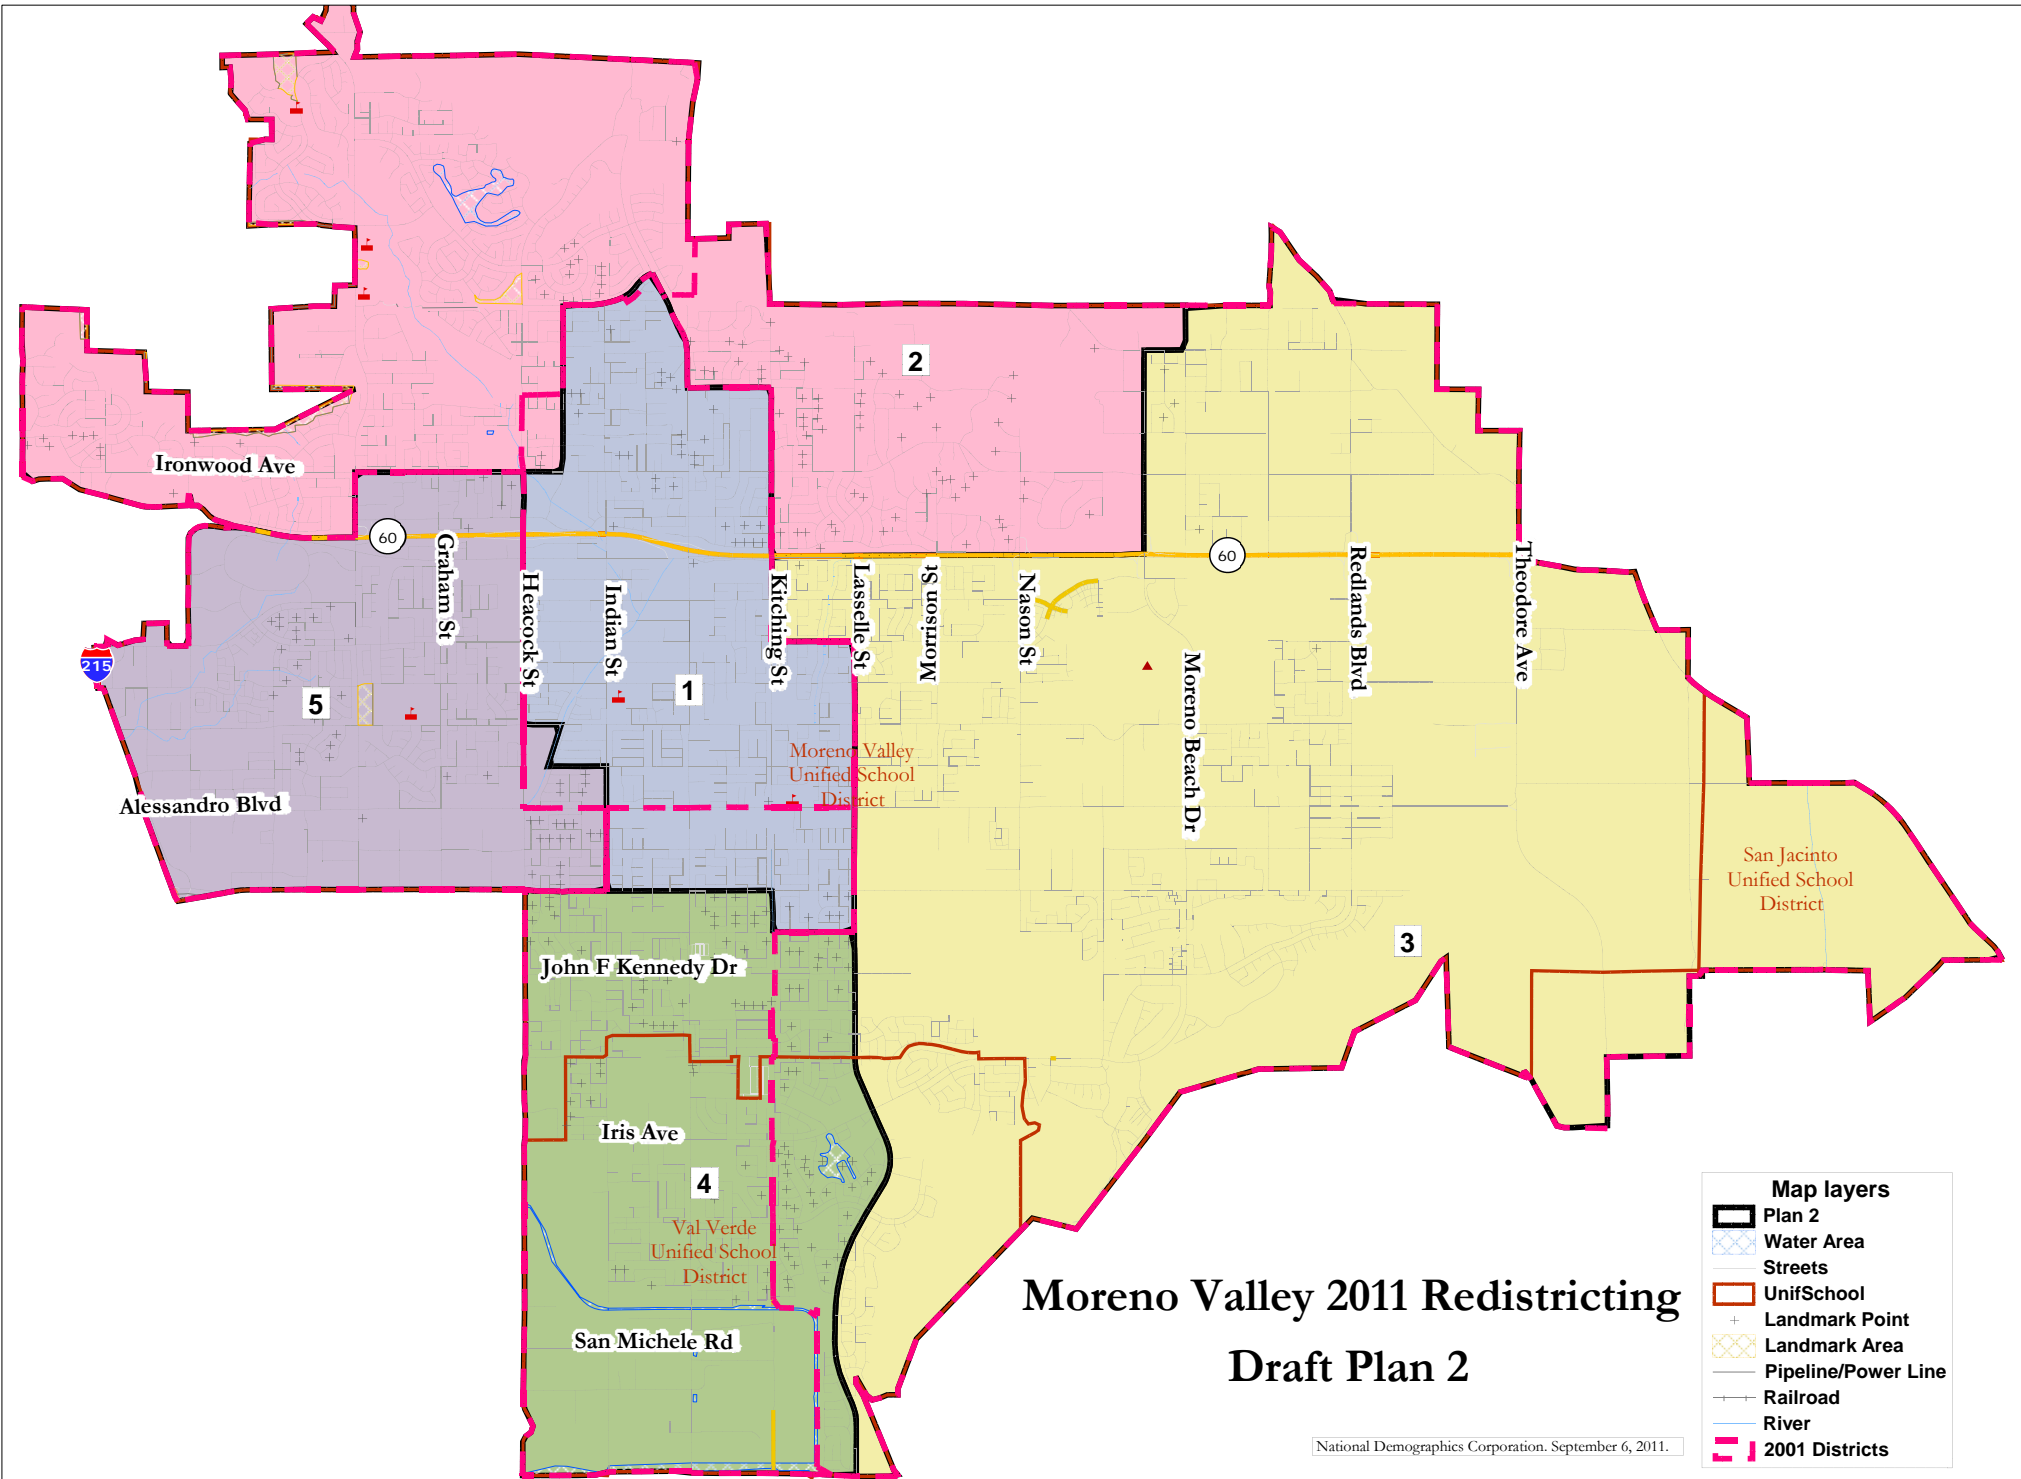 2
Ironwood Ave
60
60
Graham St
Heacock St
Indian St
Kitching St
Lasselle St
Morrison St
Nason St
Moreno Beach Dr
Redlands Blvd
Theodore Ave
215
5
1
Moreno Valley
Unified School
District
Alessandro Blvd
San Jacinto
Unified School
District
3
John F Kennedy Dr
Iris Ave
4
Val Verde
Unified School
District
San Michele Rd
Moreno Valley 2011 Redistricting
Draft Plan 2
National Demographics Corporation. September 6, 2011.
Map layers
Plan 2
Water Area
Streets
UnifSchool
Landmark Point
Landmark Area
Pipeline/Power Line
Railroad
River
2001 Districts